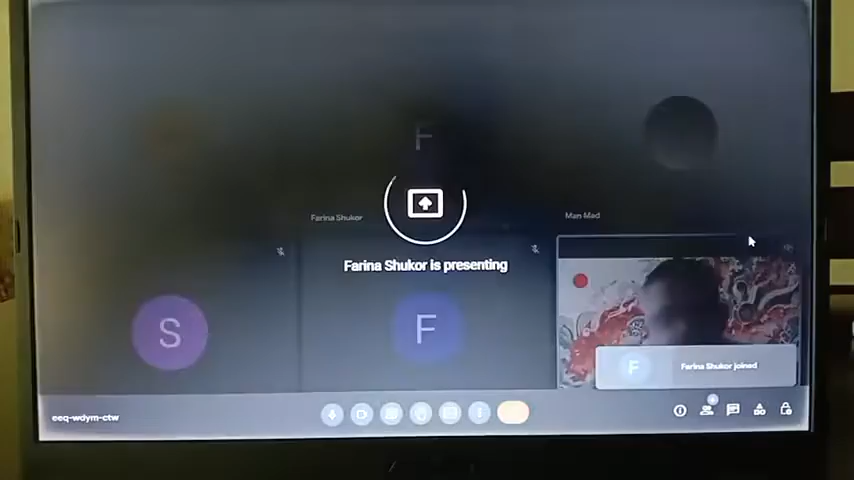 F
Farina Shukor
Man Mad
Farina Shukor is presenting
S
F
F
Farina Shukor joined
eeq-wdym-ctw